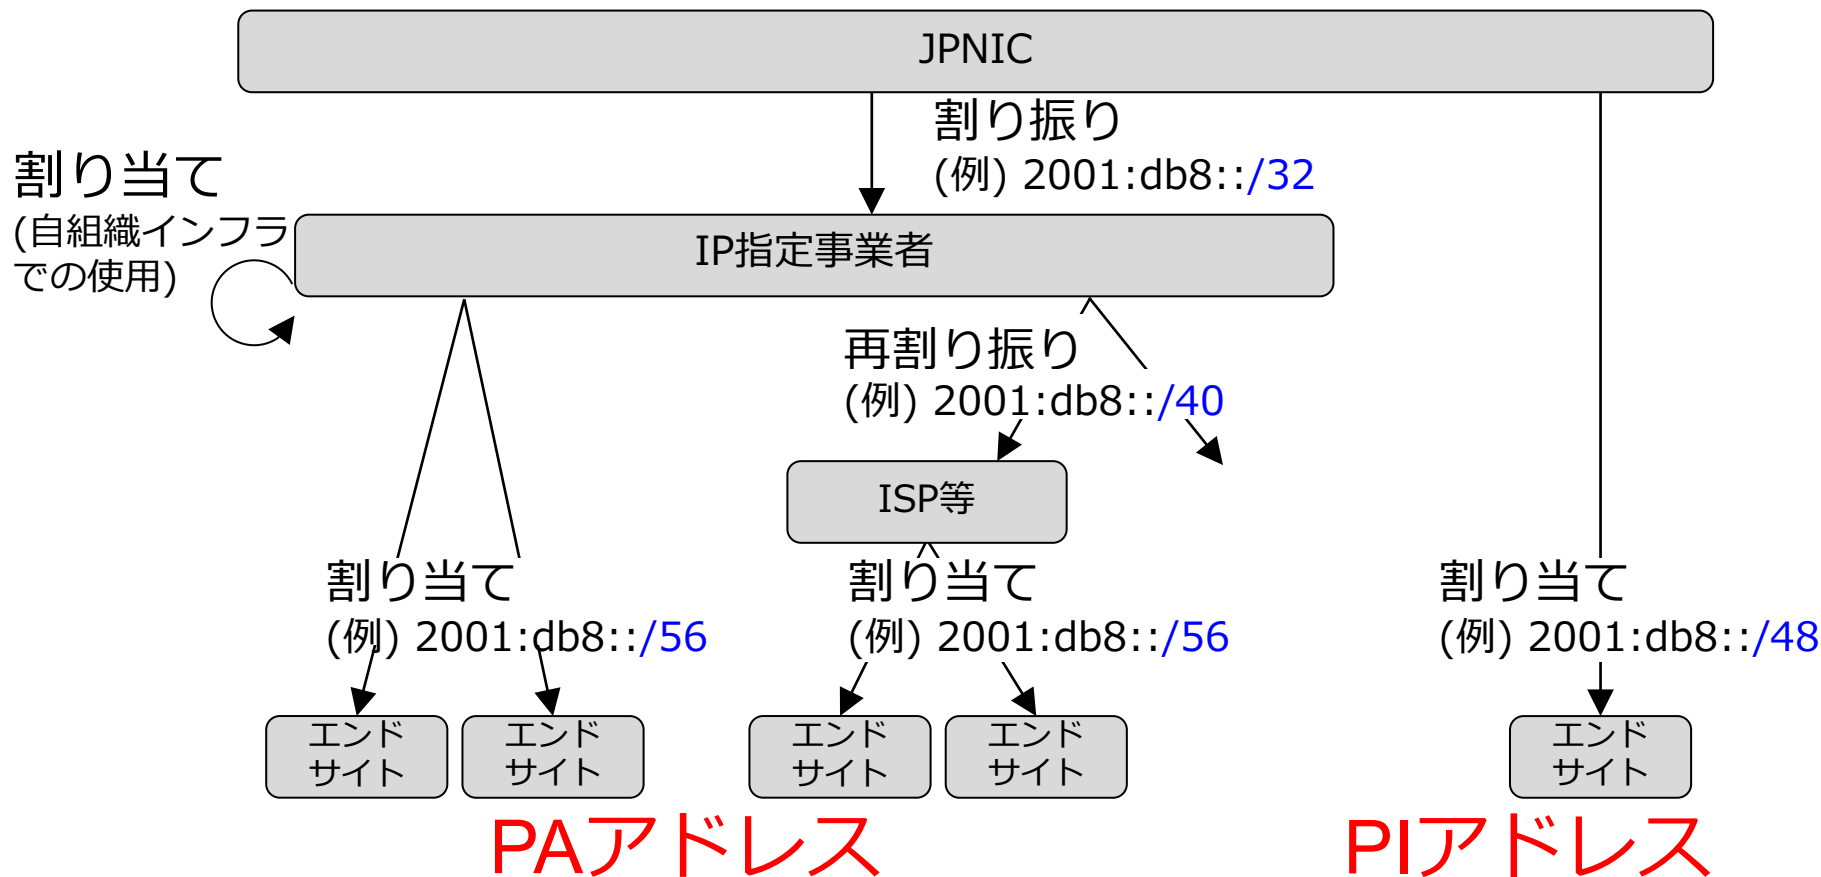 JPNIC
割り振り
(例) 2001:db8::/32
割り当て
(自組織インフラ
での使用)
IP指定事業者
再割り振り
(例) 2001:db8::/40
ISP等
割り当て
(例) 2001:db8::/56
割り当て
(例) 2001:db8::/56
割り当て
(例) 2001:db8::/48
エンド
サイト
エンド
サイト
エンド
サイト
エンド
サイト
エンド
サイト
PAアドレス
PIアドレス